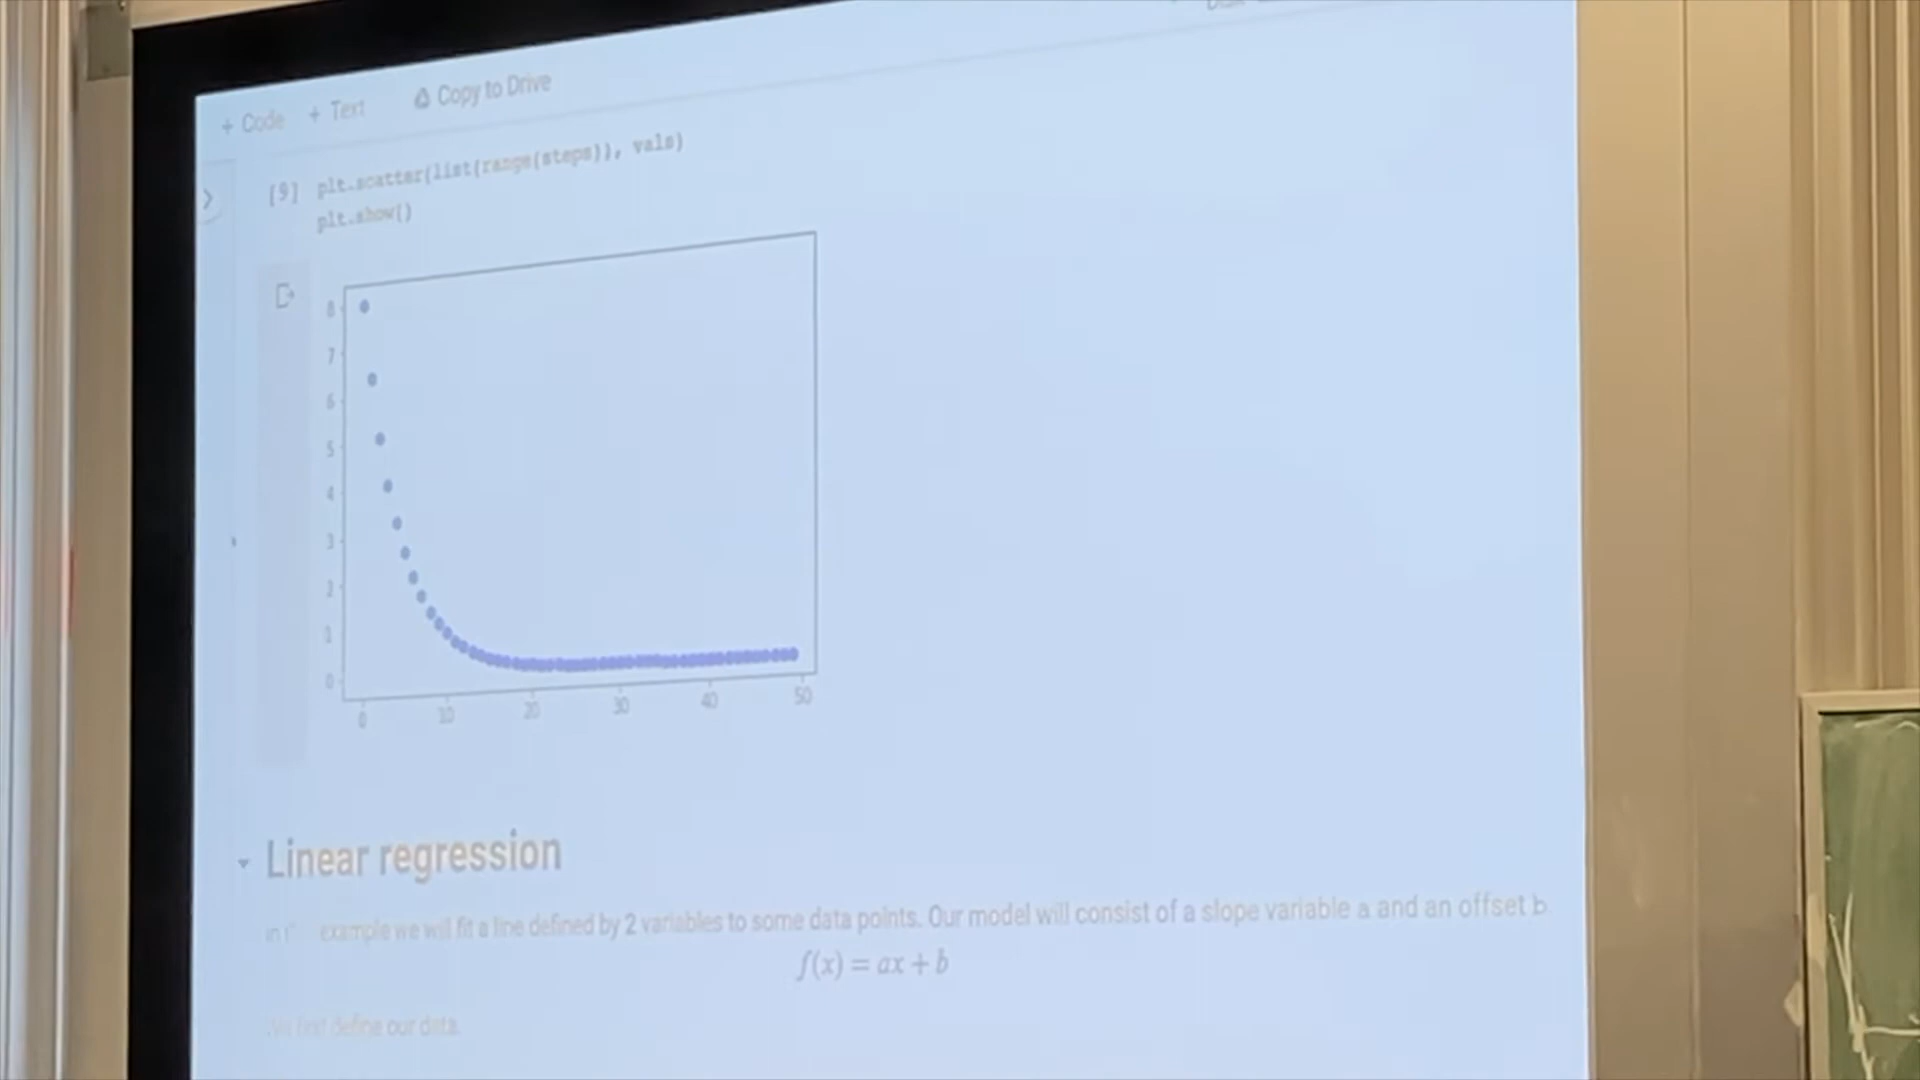 + Code + Text Copy to Drive
[9] plt.scatter(list(range(steps)), vals)
plt.show()
8
7
6
5
4
3
2
1
0
0 10 20 30 40 50
Linear regression
example we will fit a line defined by 2 variables to some data points. Our model will consist of a slope variable a and an offset b
f(x) = ax + b
We first define our data.